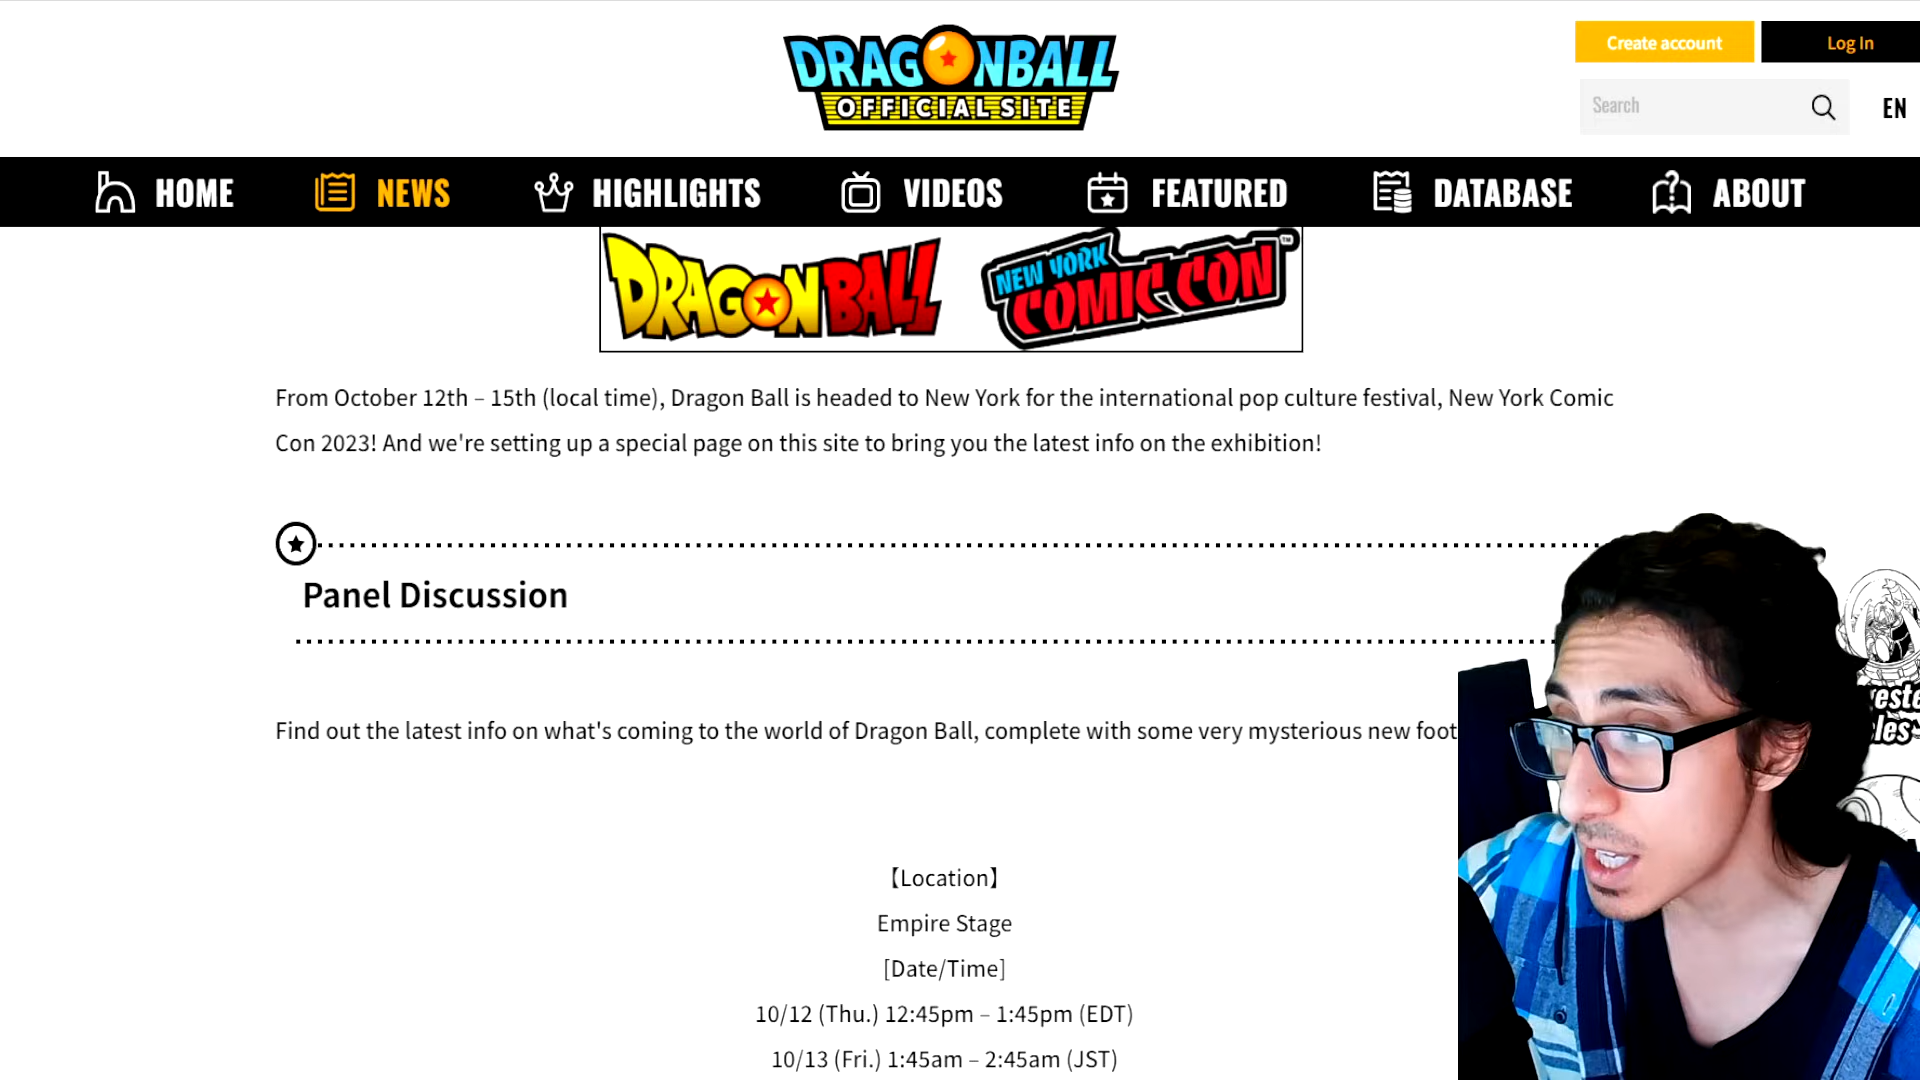 DRAGONBALL
OFFICIAL SITE
Create account
Log In
Search
EN
HOME
NEWS
HIGHLIGHTS
VIDEOS
FEATURED
DATABASE
ABOUT
DRAGON BALL
NEW YORK
COMIC CON™
From October 12th – 15th (local time), Dragon Ball is headed to New York for the international pop culture festival, New York Comic
Con 2023! And we're setting up a special page on this site to bring you the latest info on the exhibition!
Panel Discussion
Find out the latest info on what's coming to the world of Dragon Ball, complete with some very mysterious new foot
【Location】
Empire Stage
[Date/Time]
10/12 (Thu.) 12:45pm – 1:45pm (EDT)
10/13 (Fri.) 1:45am – 2:45am (JST)